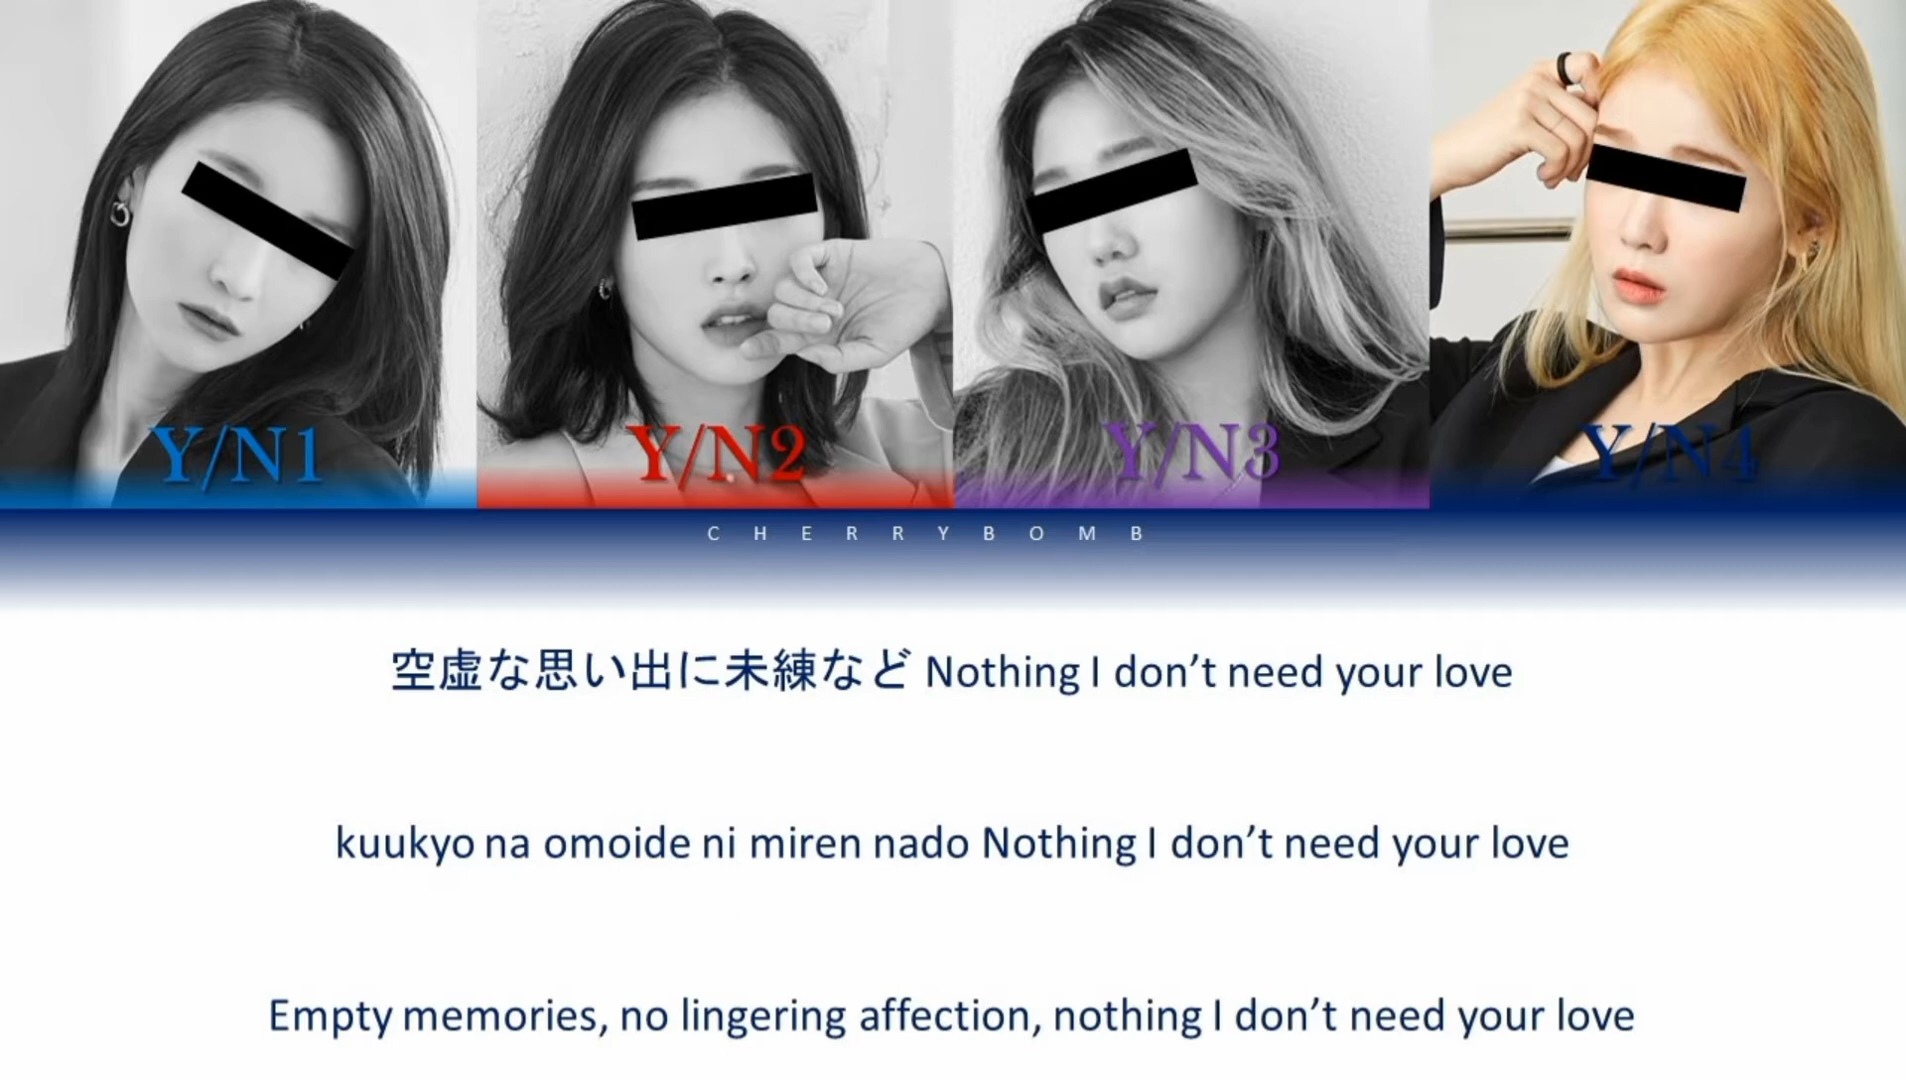 Y/N1 Y/N2 Y/N3 Y/N4
CHERRYBOMB
空虚な思い出に未練など Nothing I don’t need your love
kuukyo na omoide ni miren nado Nothing I don’t need your love
Empty memories, no lingering affection, nothing I don’t need your love